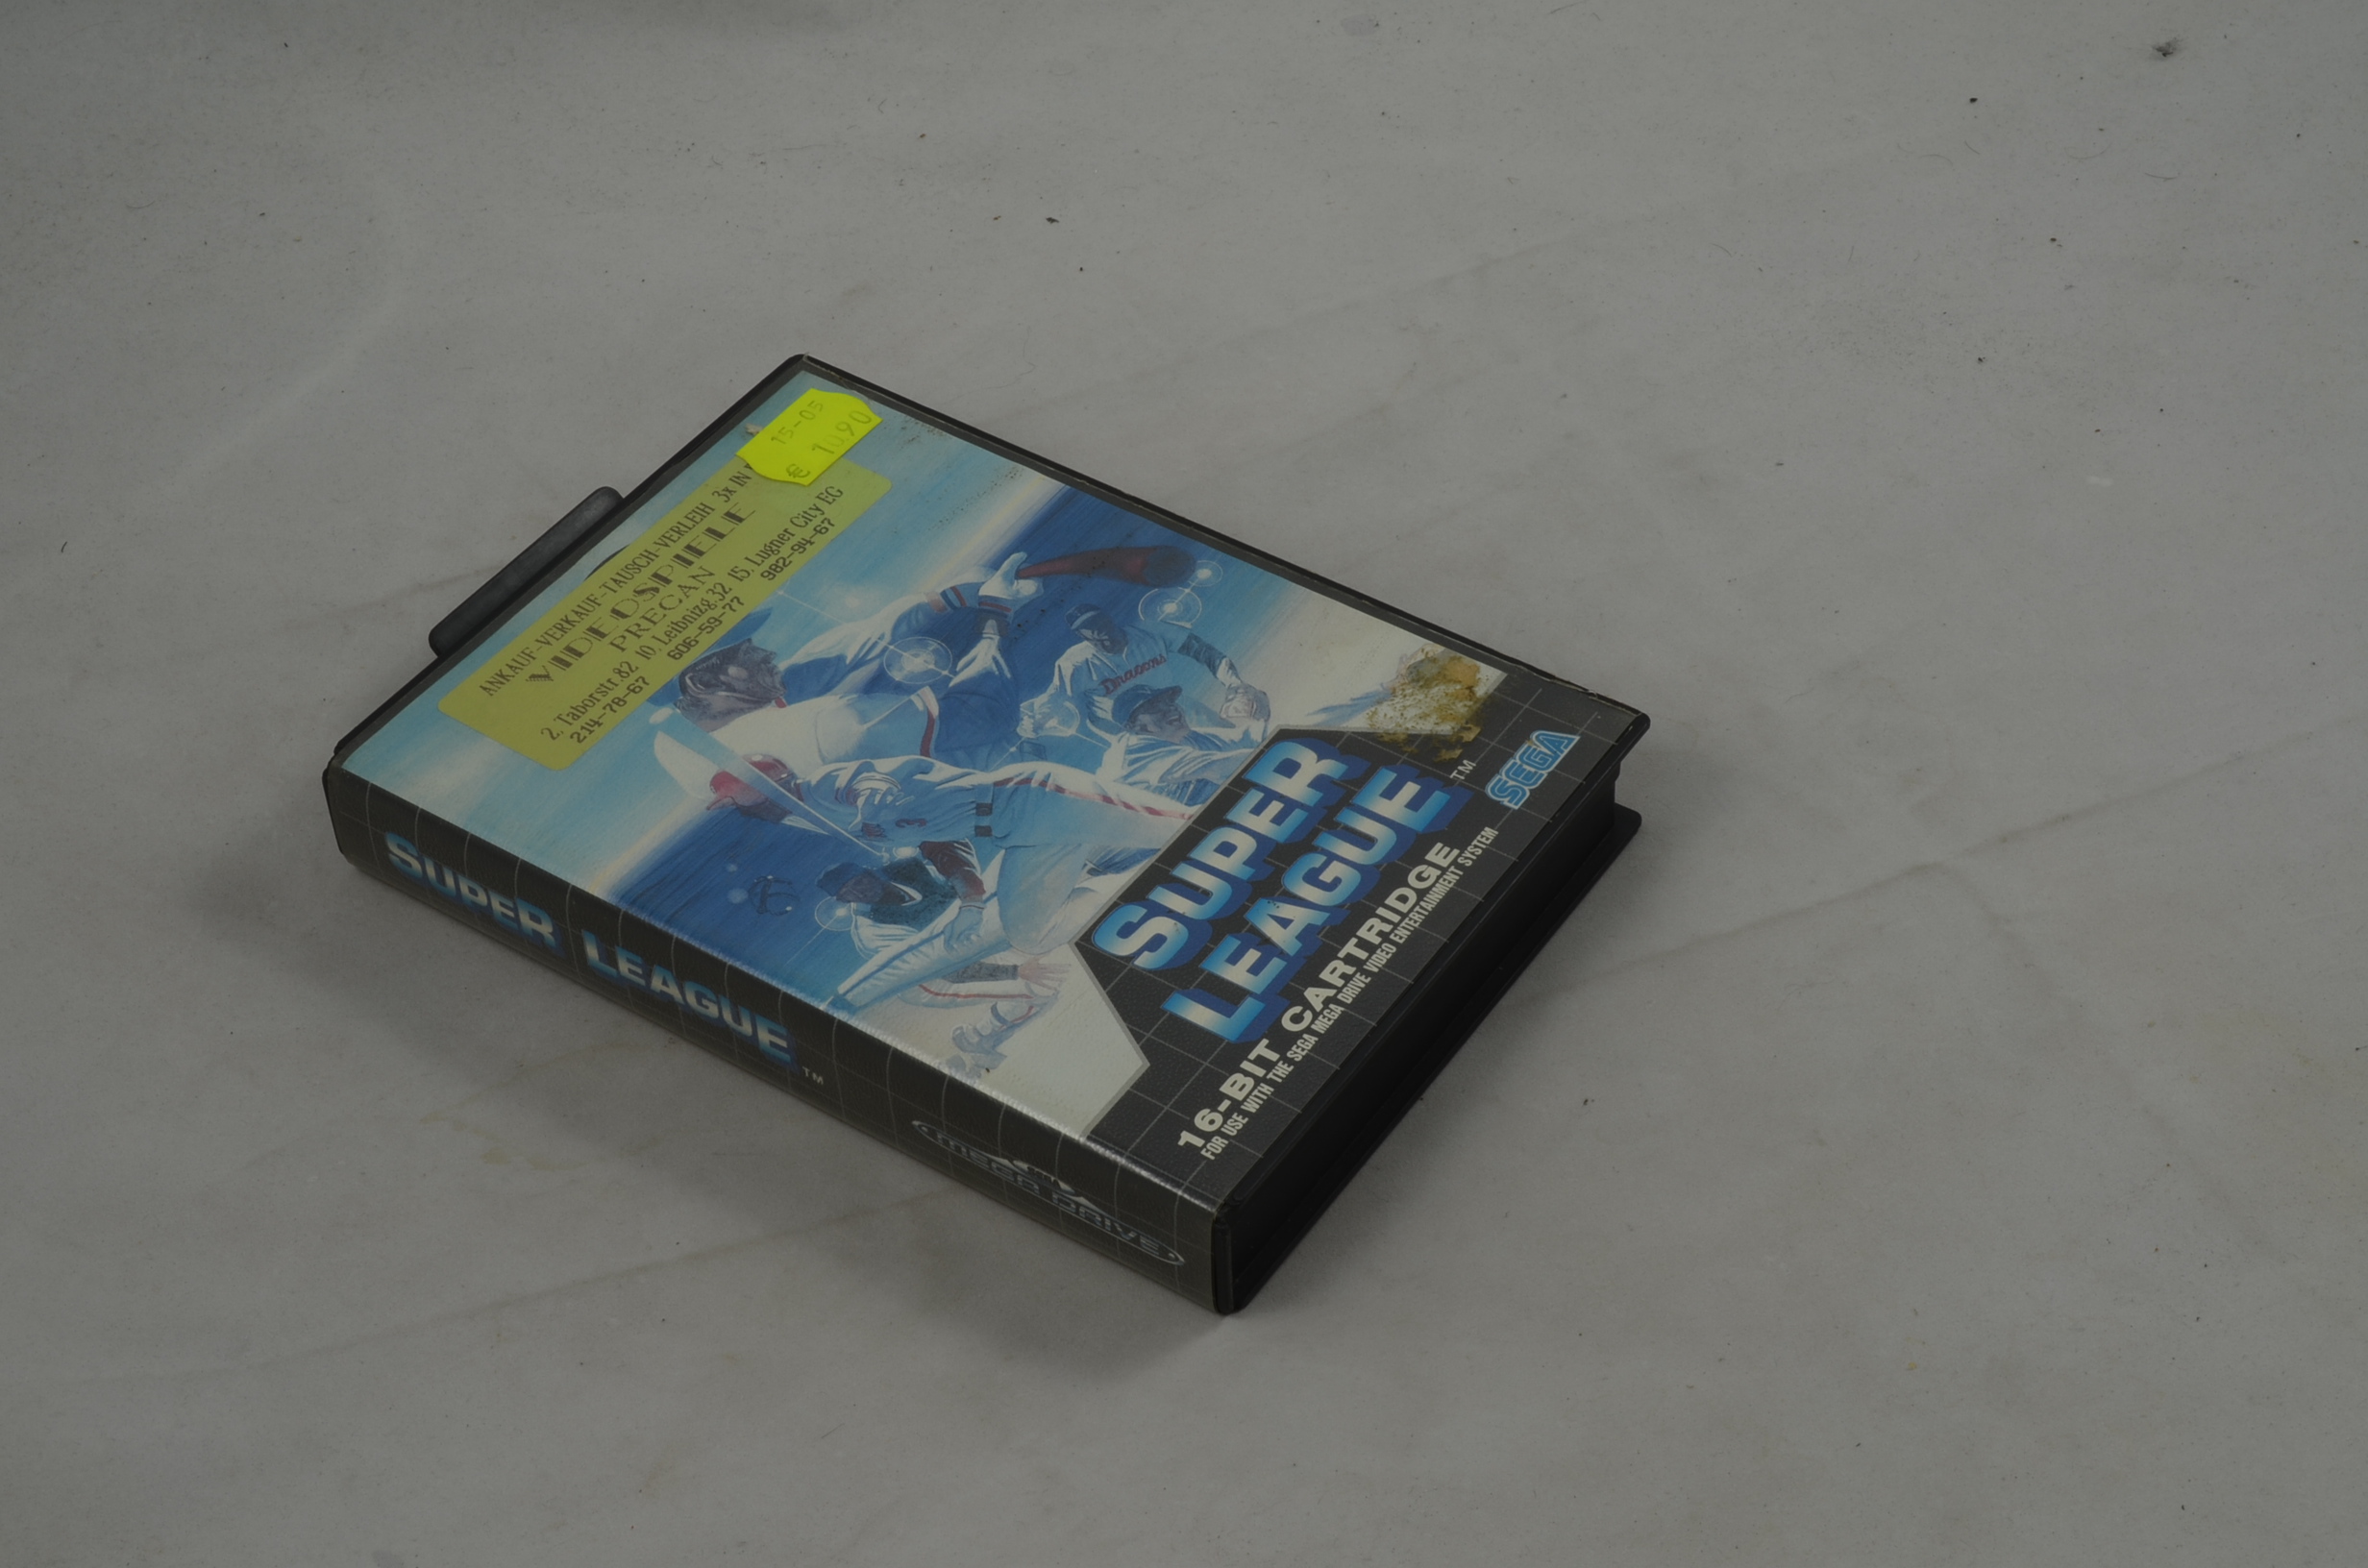 15-05
€ 10.90
ANKAUF-VERKAUF-TAUSCH-VERLEIH 3x IN
VIDEOSPIELE
PRECAN
2, Taborstr.82 10, Leibnizg.32 15, Lugner City EG
214-78-67 606-59-77 982-94-67
Dragons
3
SUPER
LEAGUE
TM
SEGA
16-BIT CARTRIDGE
FOR USE WITH THE SEGA MEGA DRIVE VIDEO ENTERTAINMENT SYSTEM
SUPER LEAGUE TM
MEGA DRIVE